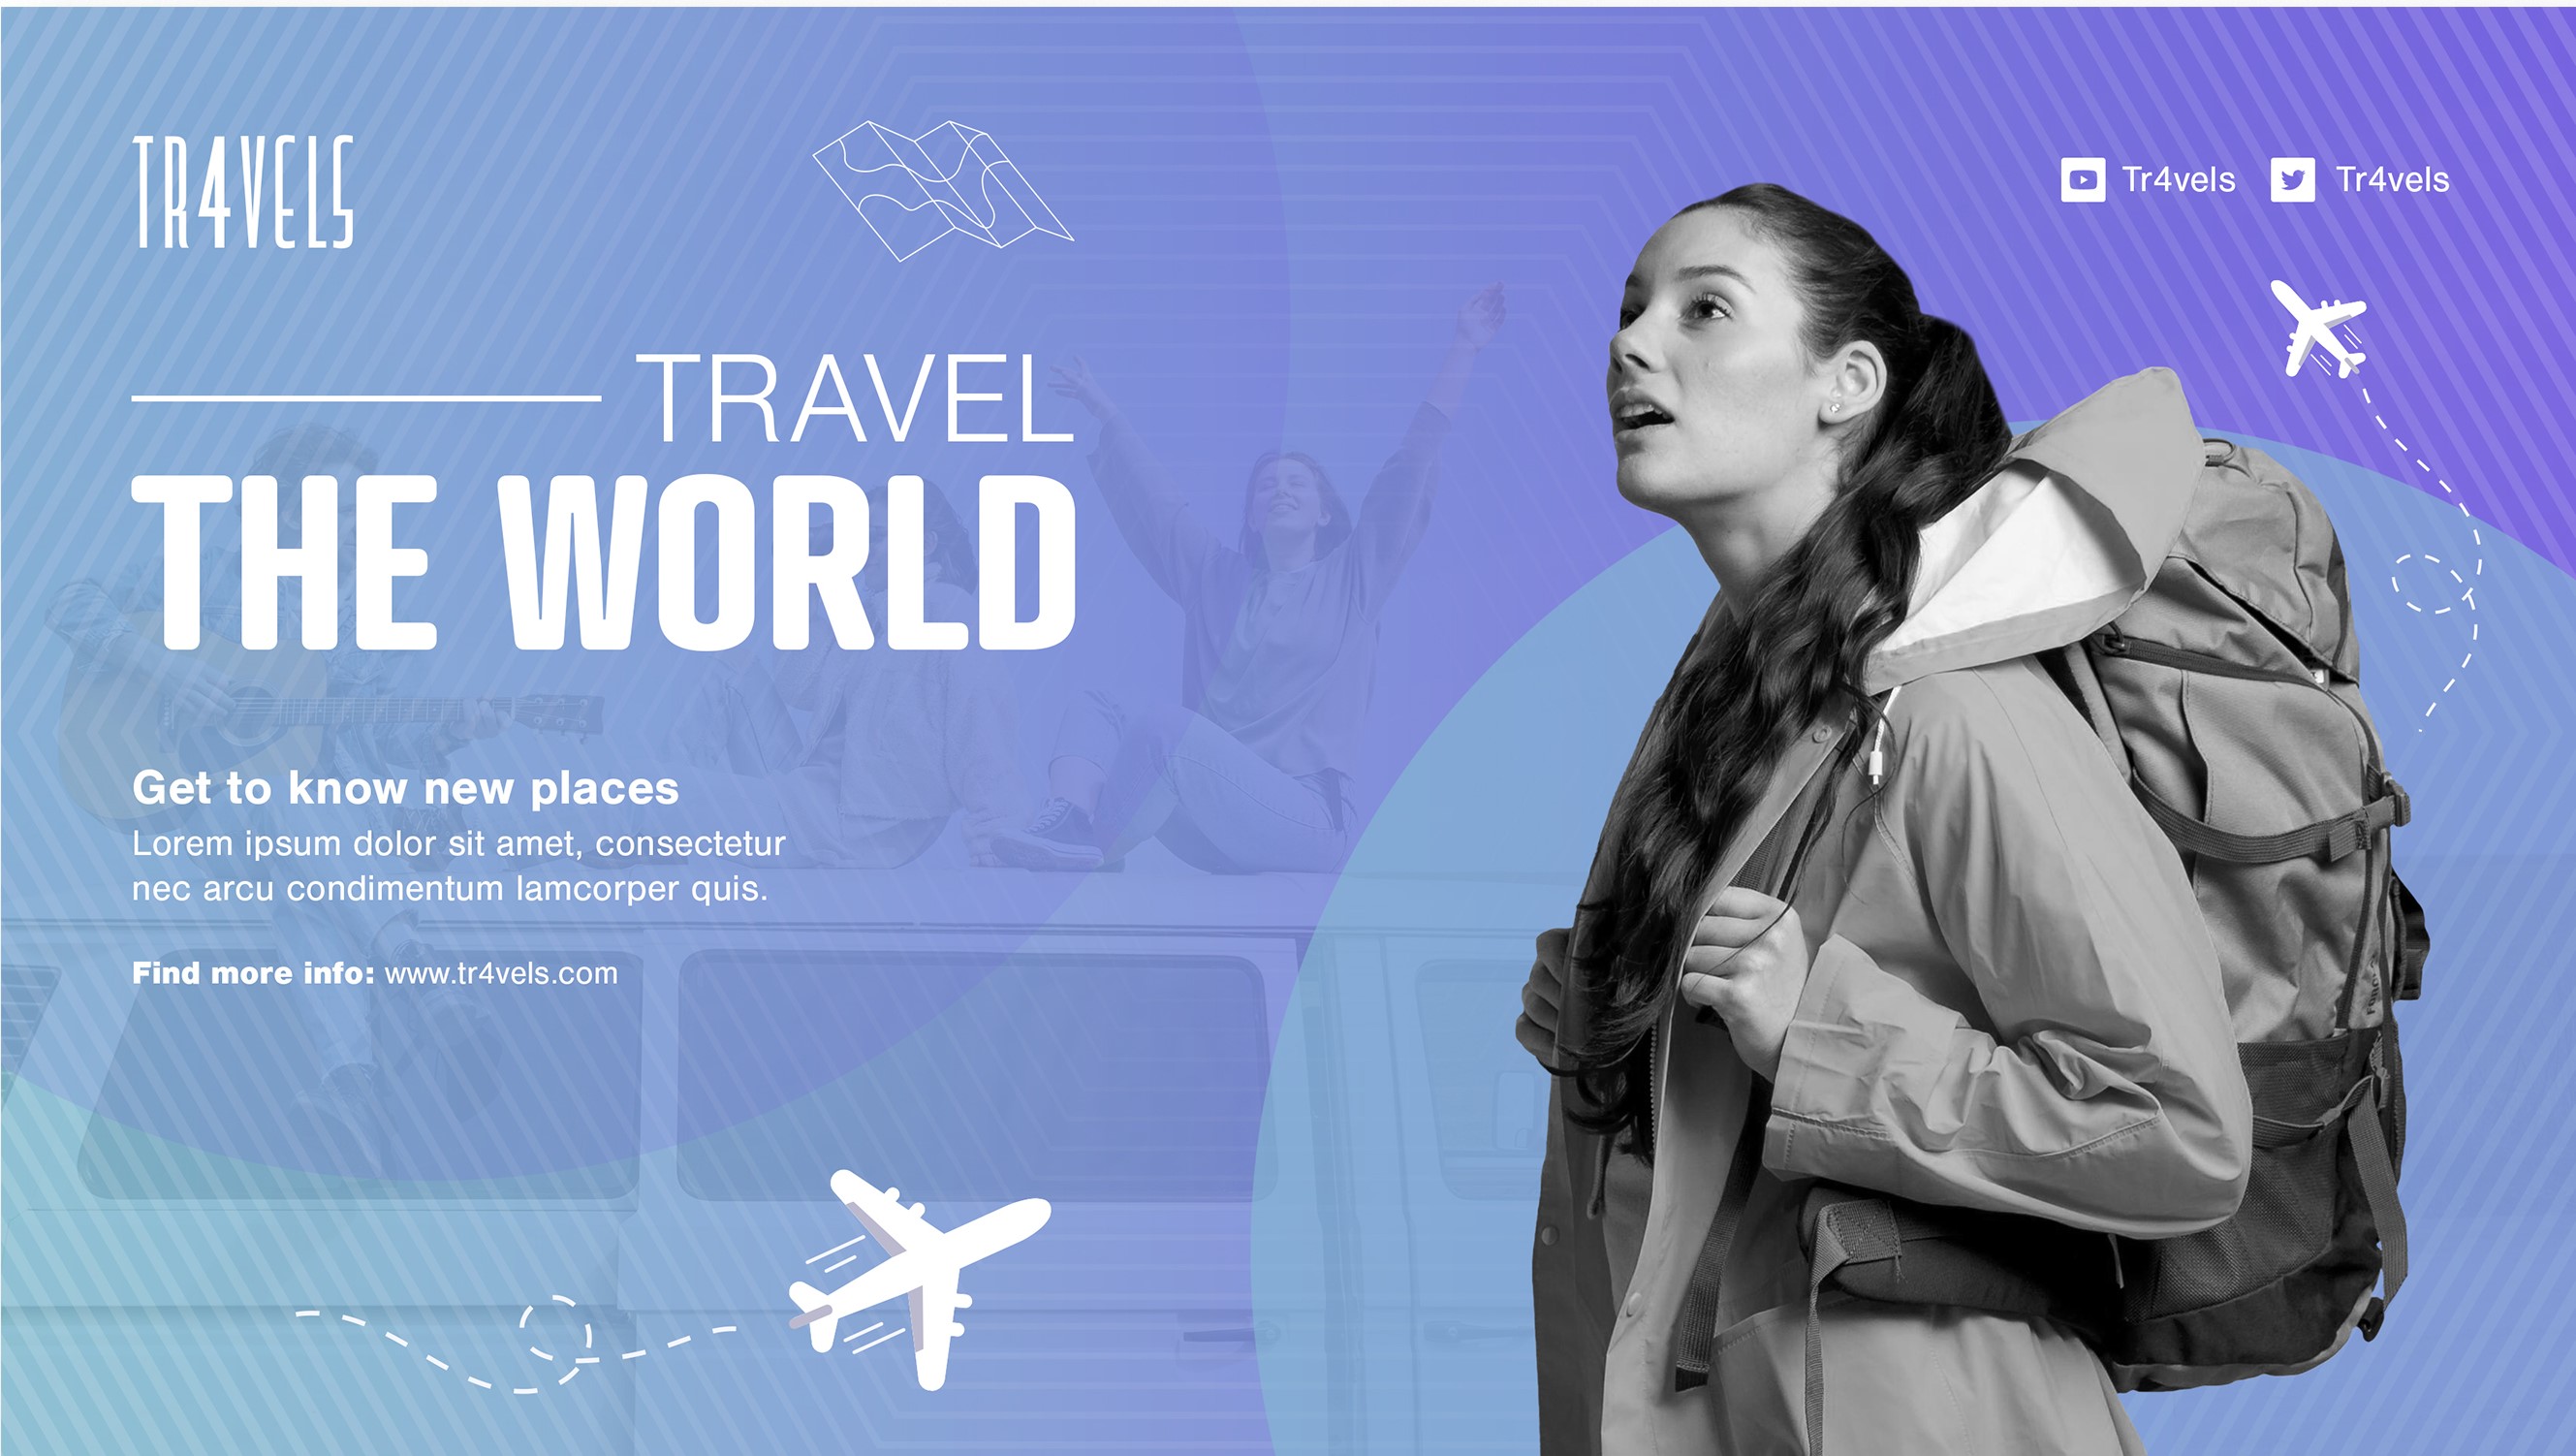 TR4VELS
Tr4vels
Tr4vels
TRAVEL
THE WORLD
Get to know new places
Lorem ipsum dolor sit amet, consectetur
nec arcu condimentum lamcorper quis.
Find more info: www.tr4vels.com